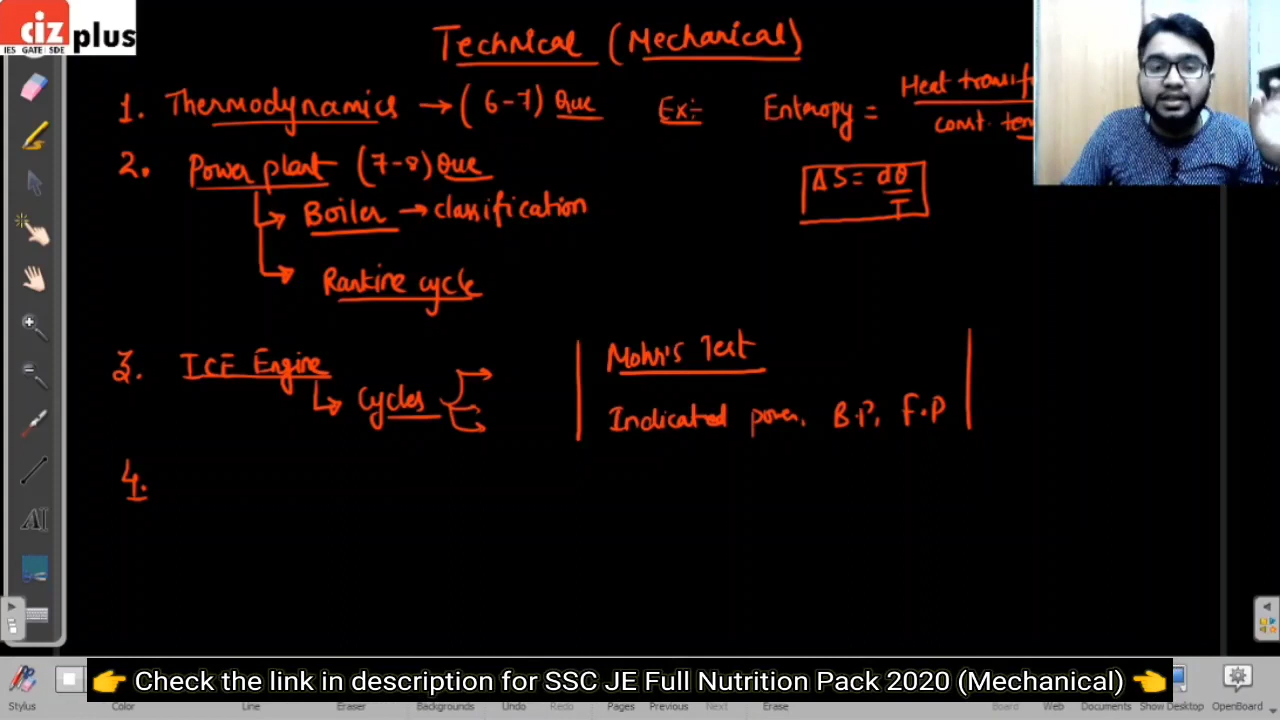 ciz plus
IES GATE SDE
Technical (Mechanical)
1. Thermodynamics → (6-7) Que Ex:- Entropy = Heat transf
const. tem
2. Power plant (7-8) Que
ΔS = dθ
T
Boiler → classification
Rankine cycle
3. ICF Engine
Cycles
Mohr's Test
Indicated power, B.P, F.P
4.
👉 Check the link in description for SSC JE Full Nutrition Pack 2020 (Mechanical) 👈
Stylus Color Line Eraser Backgrounds Undo Redo Pages Previous Next Erase Board Web Documents Show Desktop OpenBoard